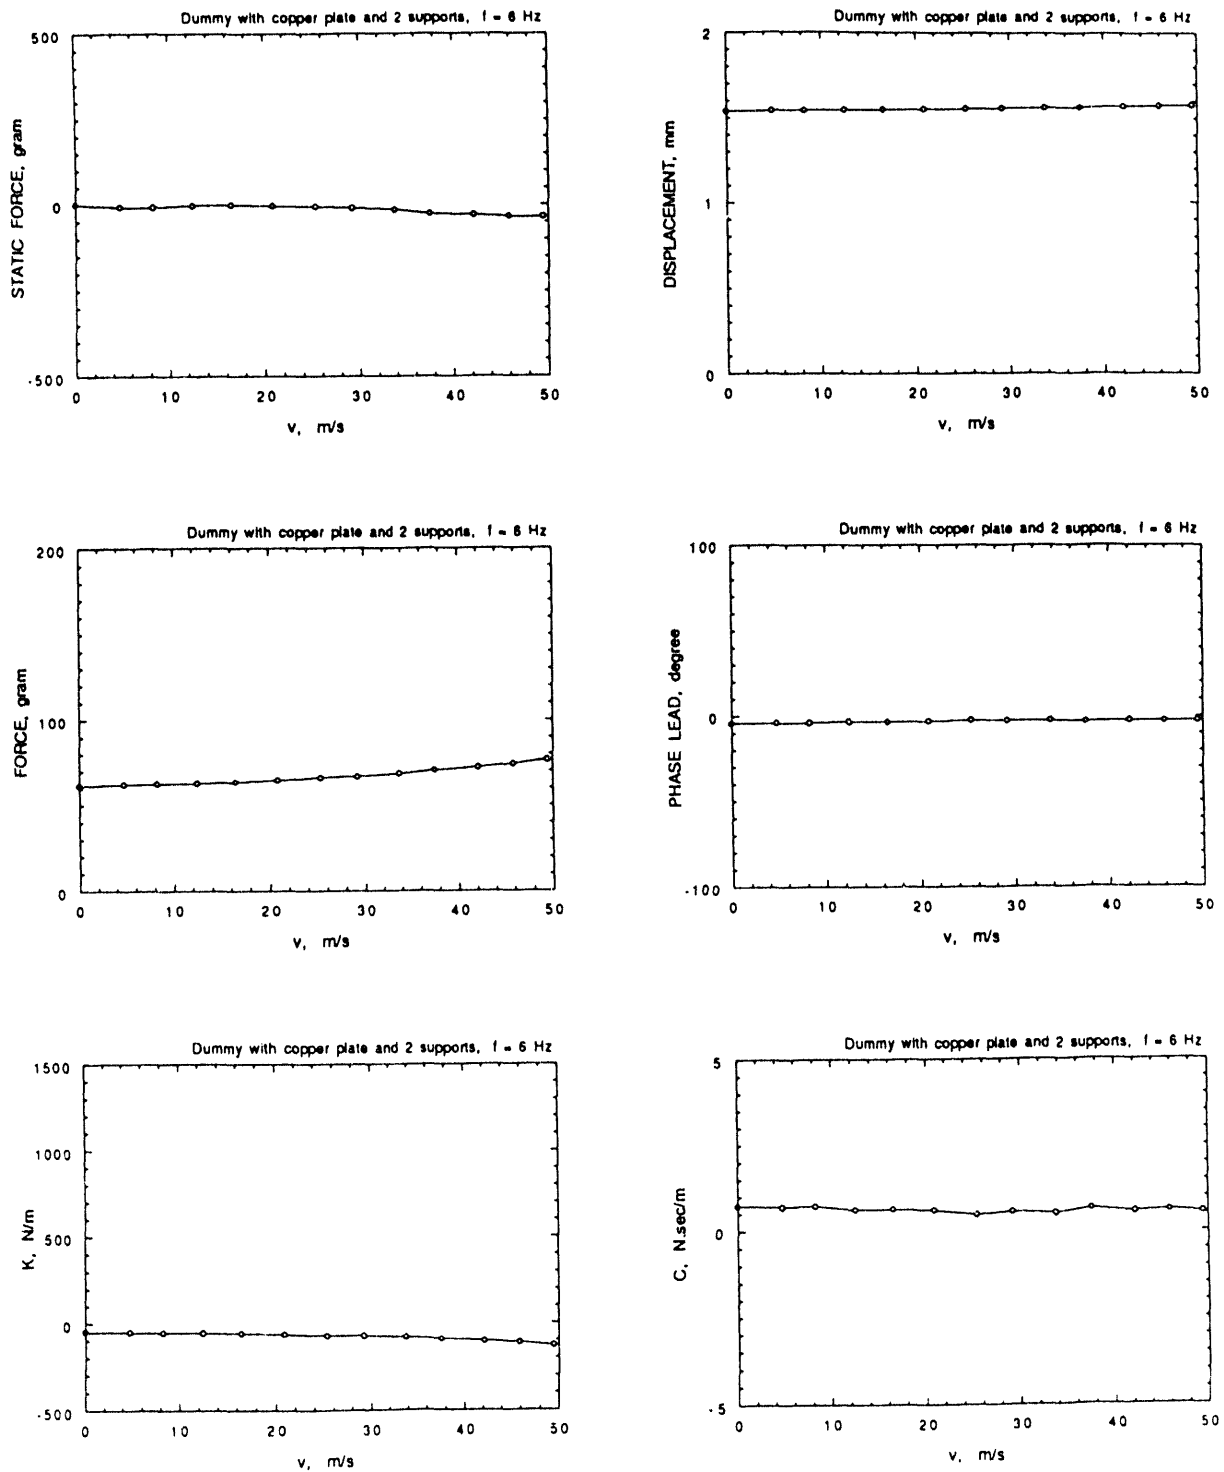 Dummy with copper plate and 2 supports, f = 6 Hz
500
0
-500
STATIC FORCE, gram
0 10 20 30 40 50
v, m/s
Dummy with copper plate and 2 supports, f = 6 Hz
2
1
0
DISPLACEMENT, mm
0 10 20 30 40 50
v, m/s
Dummy with copper plate and 2 supports, f = 6 Hz
200
100
0
FORCE, gram
0 10 20 30 40 50
v, m/s
Dummy with copper plate and 2 supports, f = 6 Hz
100
0
-100
PHASE LEAD, degree
0 10 20 30 40 50
v, m/s
Dummy with copper plate and 2 supports, f = 6 Hz
1500
1000
500
0
-500
K, N/m
0 10 20 30 40 50
v, m/s
Dummy with copper plate and 2 supports, f = 6 Hz
5
0
-5
C, N.sec/m
0 10 20 30 40 50
v, m/s